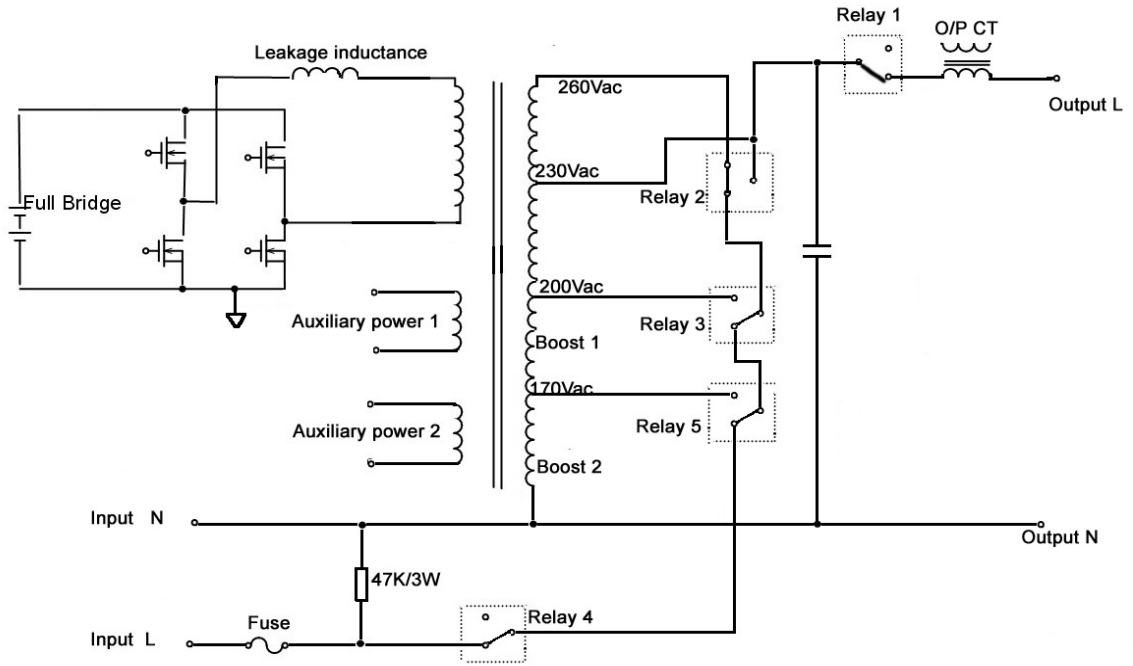 Relay 1
O/P CT
Leakage inductance
260Vac
Output L
230Vac
Relay 2
Full Bridge
200Vac
Auxiliary power 1
Relay 3
Boost 1
170Vac
Auxiliary power 2
Relay 5
Boost 2
Input N
Output N
47K/3W
Fuse
Relay 4
Input L